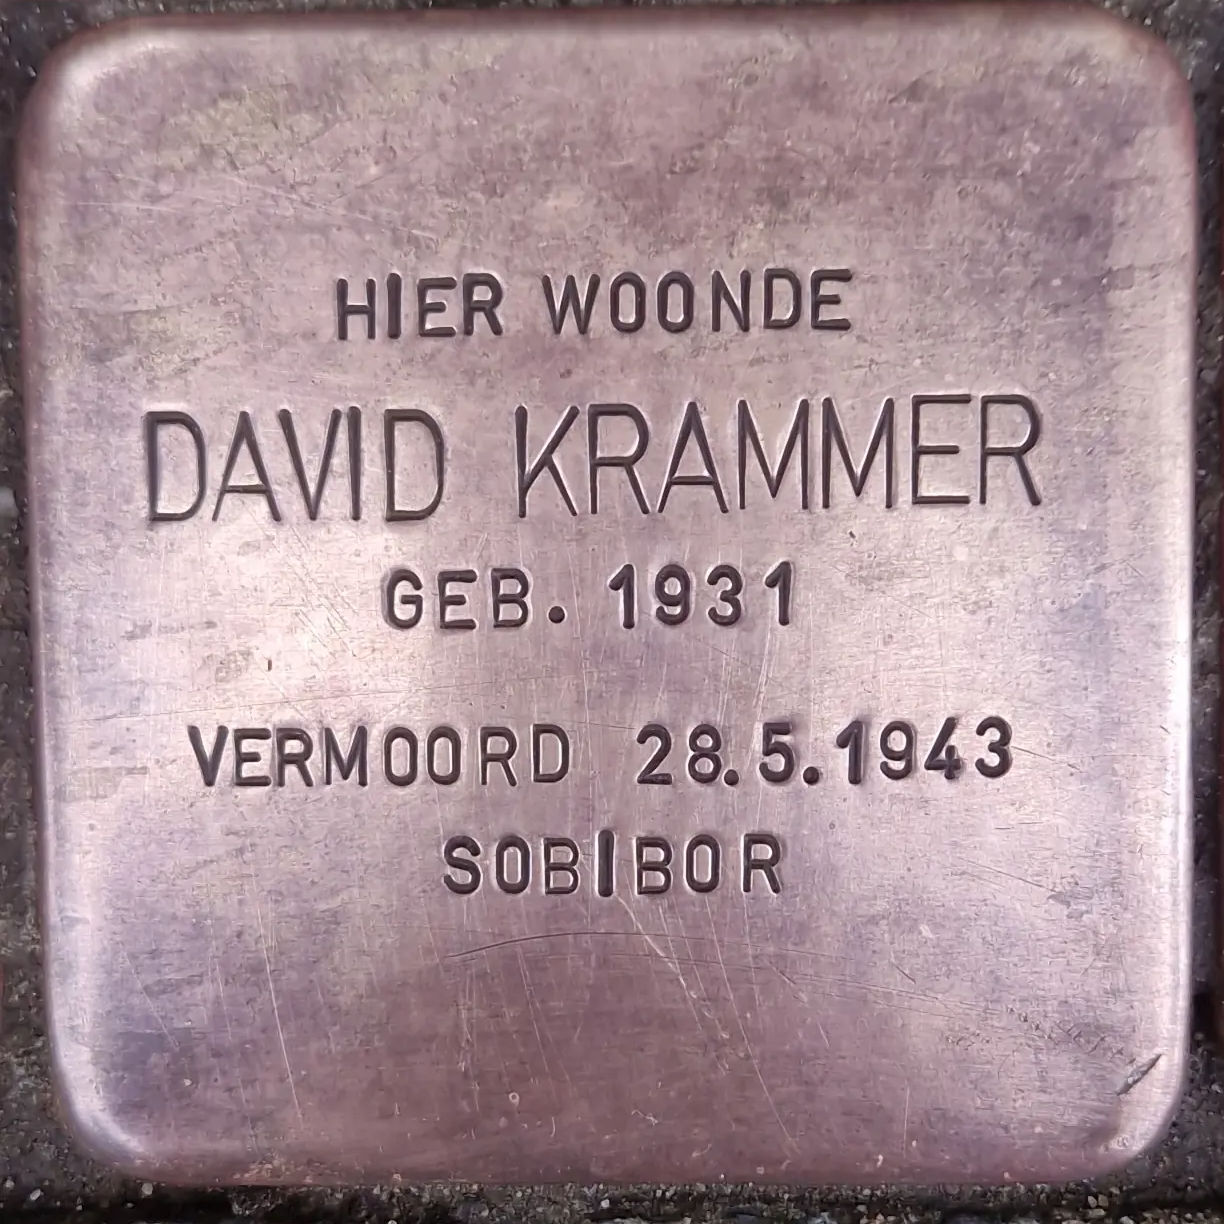 HIER WOONDE
DAVID KRAMMER
GEB. 1931
VERMOORD 28.5.1943
SOBIBOR